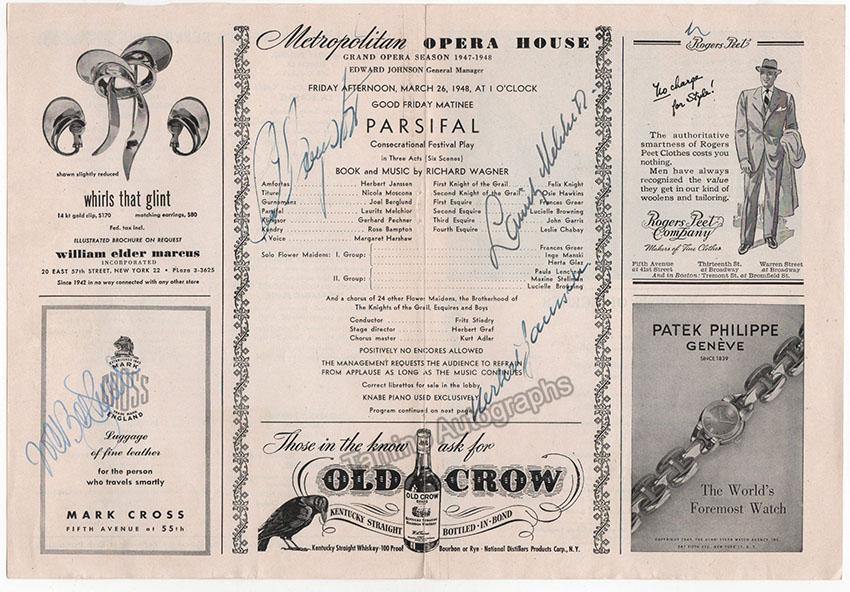 shown slightly reduced
whirls that glint
14 kt gold clip, $170 matching earrings, $80
Fed. tax incl.
ILLUSTRATED BROCHURE ON REQUEST
william elder marcus
INCORPORATED
20 EAST 57th STREET, NEW YORK 22 • PLaza 3-3625
Since 1942 in no way connected with any other store
MARK
CROSS
TRADE MARK
ENGLAND
Luggage
of fine leather
for the person
who travels smartly
MARK CROSS
FIFTH AVENUE at 55th
Metropolitan OPERA HOUSE
GRAND OPERA SEASON 1947-1948
EDWARD JOHNSON General Manager
FRIDAY AFTERNOON, MARCH 26, 1948, AT 1 O'CLOCK
GOOD FRIDAY MATINEE
PARSIFAL
Consecrational Festival Play
in Three Acts (Six Scenes)
BOOK and MUSIC by RICHARD WAGNER
Amfortas Herbert Janssen
Titurel Nicola Moscona
Gurnemanz Joel Berglund
Parsifal Lauritz Melchior
Klingsor Gerhard Pechner
Kundry Rose Bampton
A Voice Margaret Harshaw
First Knight of the Grail Felix Knight
Second Knight of the Grail Osie Hawkins
First Esquire Frances Greer
Second Esquire Lucielle Browning
Third Esquire John Garris
Fourth Esquire Leslie Chabay
Solo Flower Maidens: I. Group: Frances Greer
Inge Manski
Herta Glaz
II. Group: Paula Lenchner
Maxine Stellman
Lucielle Browning
And a chorus of 24 other Flower Maidens, the Brotherhood of
The Knights of the Grail, Esquires and Boys
Conductor Fritz Stiedry
Stage director Herbert Graf
Chorus master Kurt Adler
POSITIVELY NO ENCORES ALLOWED
THE MANAGEMENT REQUESTS THE AUDIENCE TO REFRAIN
FROM APPLAUSE AS LONG AS THE MUSIC CONTINUES
Correct librettos for sale in the lobby
KNABE PIANO USED EXCLUSIVELY
Program continued on next page
Lauritz Melchior
Herbert Janssen
Tamino Autographs
Those in the know ask for
OLD CROW
OLD CROW
KENTUCKY STRAIGHT BOTTLED-IN-BOND
Kentucky Straight Whiskey-100 Proof Bourbon or Rye - National Distillers Products Corp., N.Y.
Rogers Peet
No charge
for Style!
The authoritative
smartness of Rogers
Peet Clothes costs you
nothing.
Men have always
recognized the value
they get in our kind of
woolens and tailoring.
Rogers Peet
Company
Makers of Fine Clothes
Fifth Avenue Thirteenth St. Warren Street
at 41st Street at Broadway at Broadway
And in Boston: Tremont St. at Bromfield St.
PATEK PHILIPPE
GENÈVE
SINCE 1839
The World's
Foremost Watch